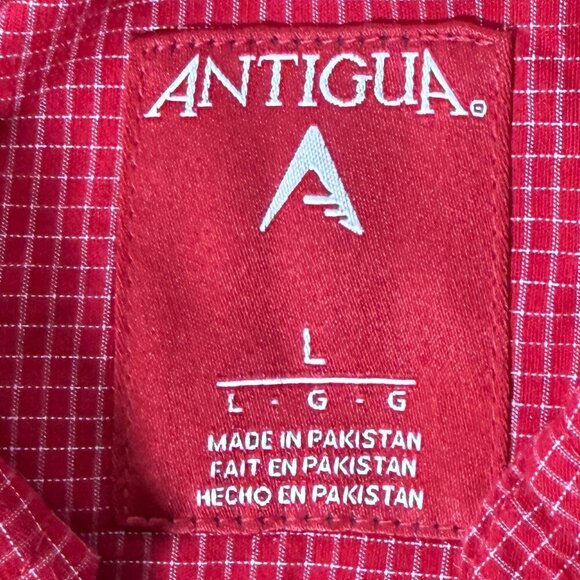 ANTIGUA®
L
L - G - G
MADE IN PAKISTAN
FAIT EN PAKISTAN
HECHO EN PAKISTAN